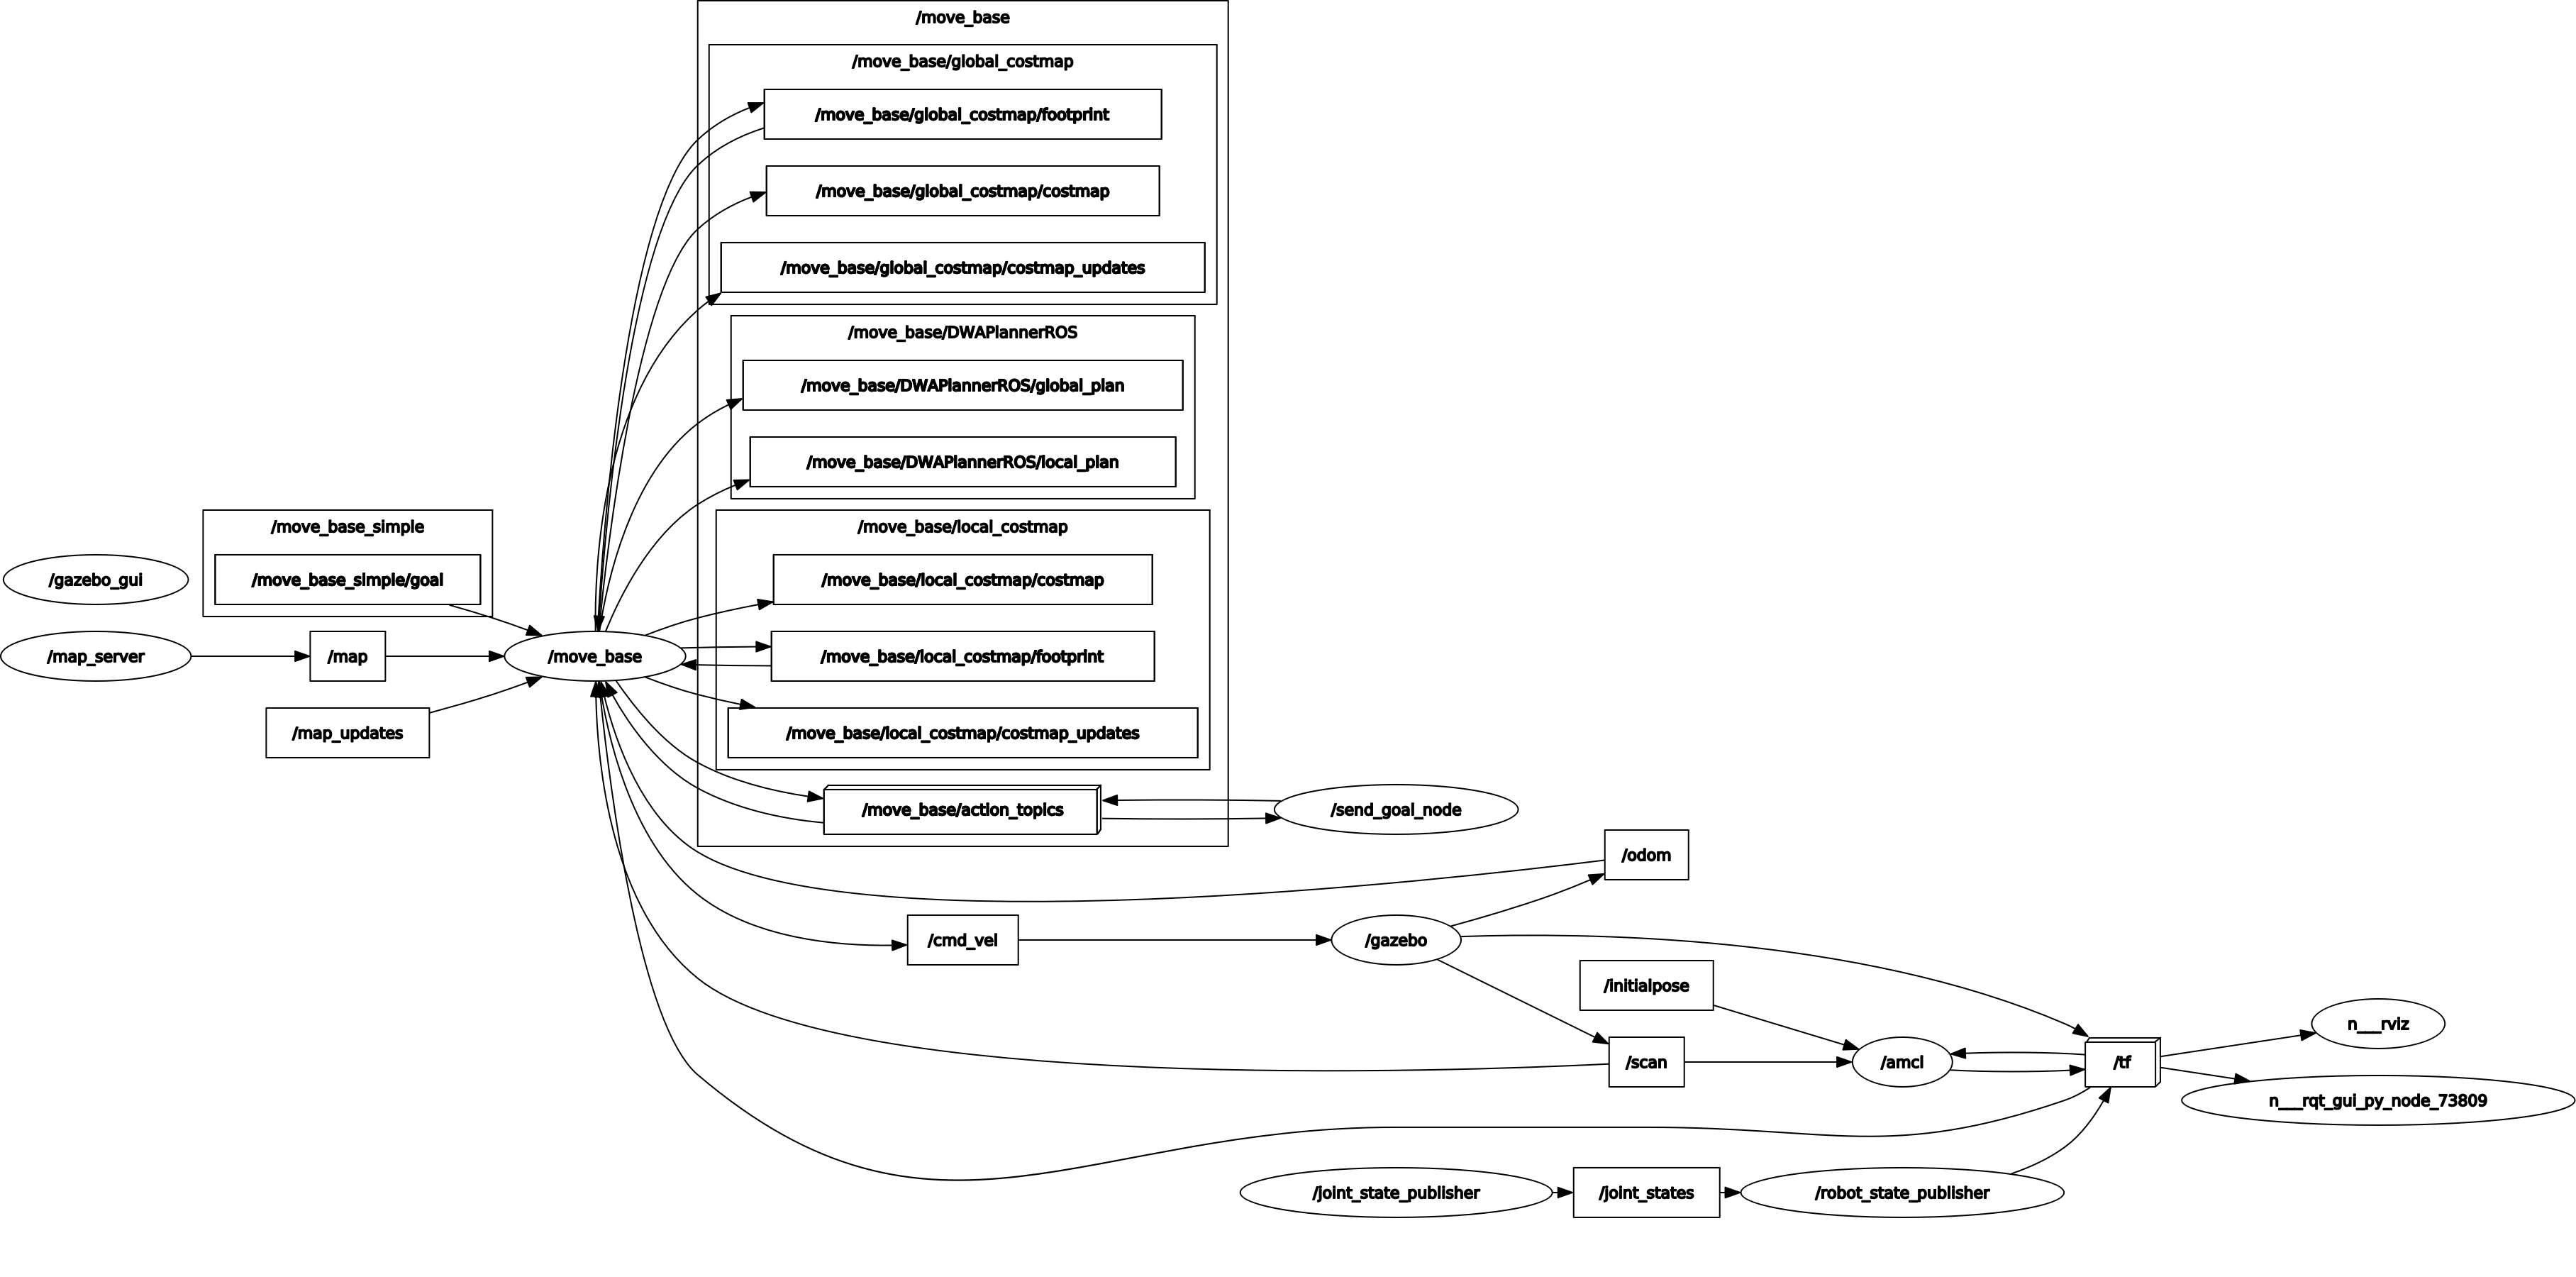 /move_base
/move_base/global_costmap
/move_base/global_costmap/footprint
/move_base/global_costmap/costmap
/move_base/global_costmap/costmap_updates
/move_base/DWAPlannerROS
/move_base/DWAPlannerROS/global_plan
/move_base/DWAPlannerROS/local_plan
/move_base_simple
/move_base/local_costmap
/gazebo_gui
/move_base_simple/goal
/move_base/local_costmap/costmap
/map_server
/map
/move_base
/move_base/local_costmap/footprint
/map_updates
/move_base/local_costmap/costmap_updates
/move_base/action_topics
/send_goal_node
/odom
/cmd_vel
/gazebo
/initialpose
n___rviz
/scan
/amcl
/tf
n___rqt_gui_py_node_73809
/joint_state_publisher
/joint_states
/robot_state_publisher